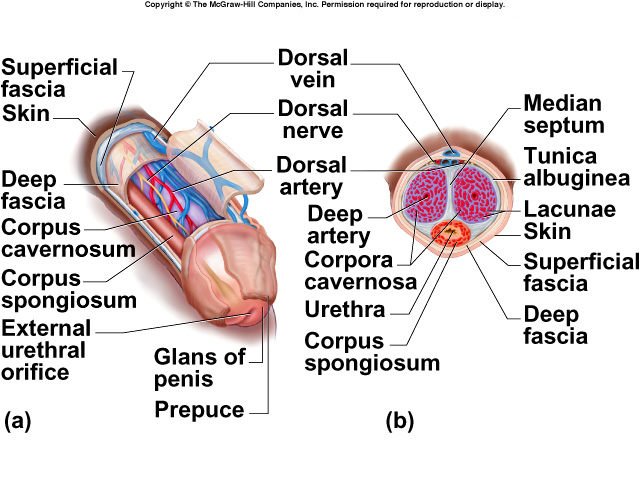 Copyright © The McGraw-Hill Companies, Inc. Permission required for reproduction or display.
Superficial
fascia
Skin
Deep
fascia
Corpus
cavernosum
Corpus
spongiosum
External
urethral
orifice
Glans of
penis
Prepuce
(a)
Dorsal
vein
Dorsal
nerve
Dorsal
artery
Deep
artery
Corpora
cavernosa
Urethra
Corpus
spongiosum
Median
septum
Tunica
albuginea
Lacunae
Skin
Superficial
fascia
Deep
fascia
(b)